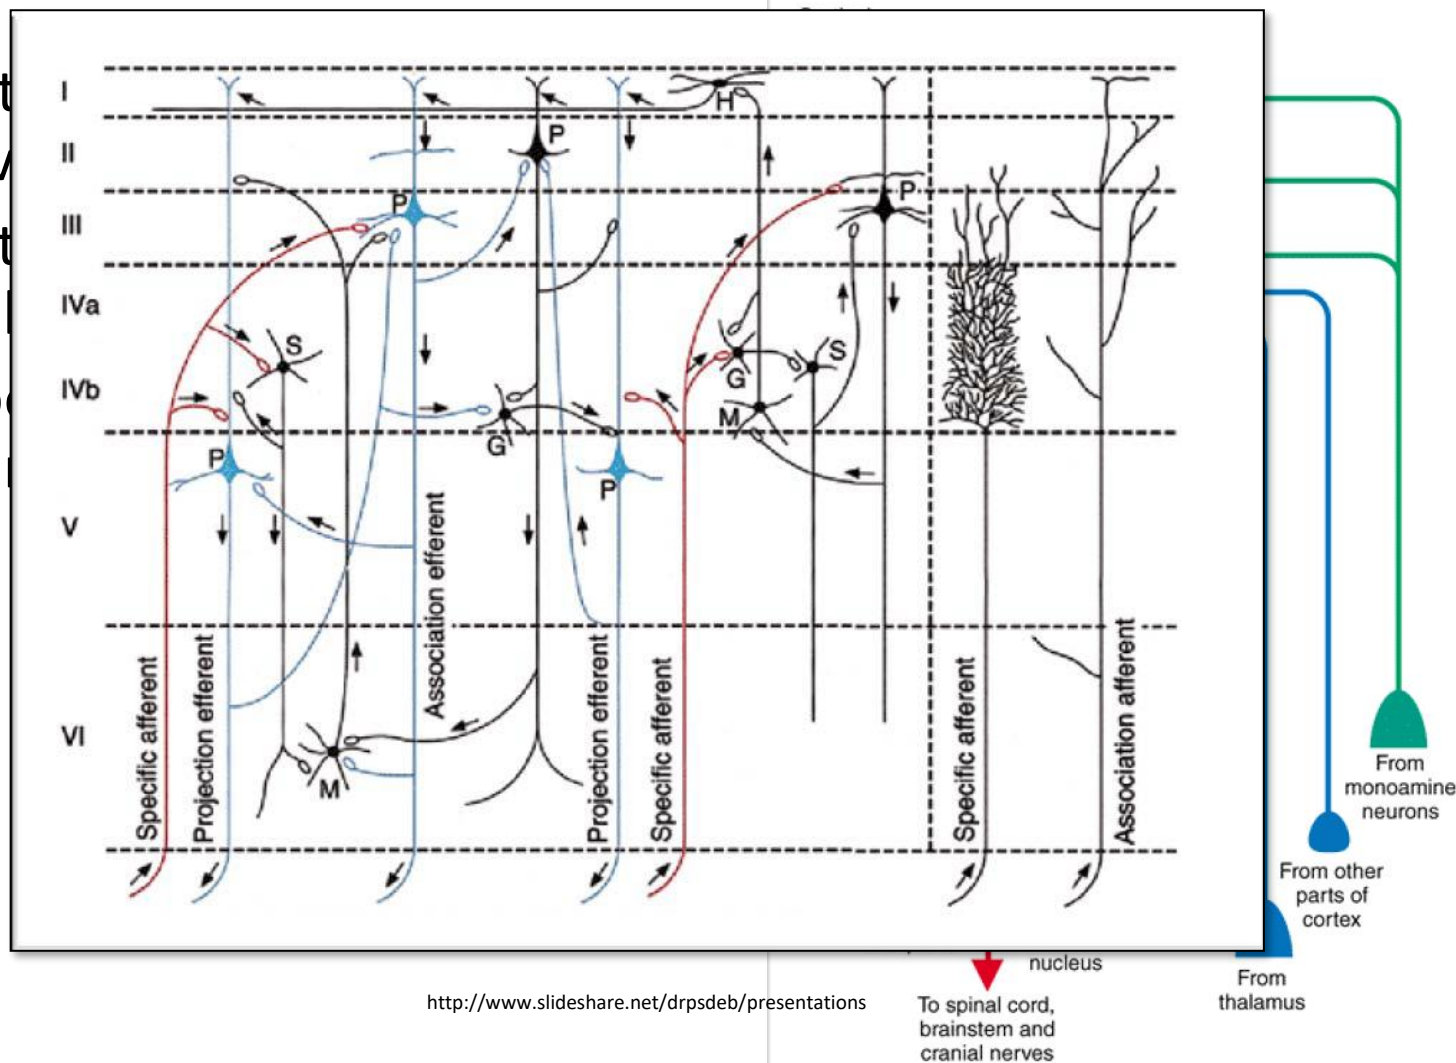 I
H
P
II
P
P
III
IVa
S
S
G
IVb
M
G
P
P
V
Association efferent
Specific afferent
Projection efferent
Projection efferent
Specific afferent
Specific afferent
Association afferent
VI
M
From
monoamine
neurons
From other
parts of
cortex
nucleus
From
thalamus
http://www.slideshare.net/drpsdeb/presentations
To spinal cord,
brainstem and
cranial nerves